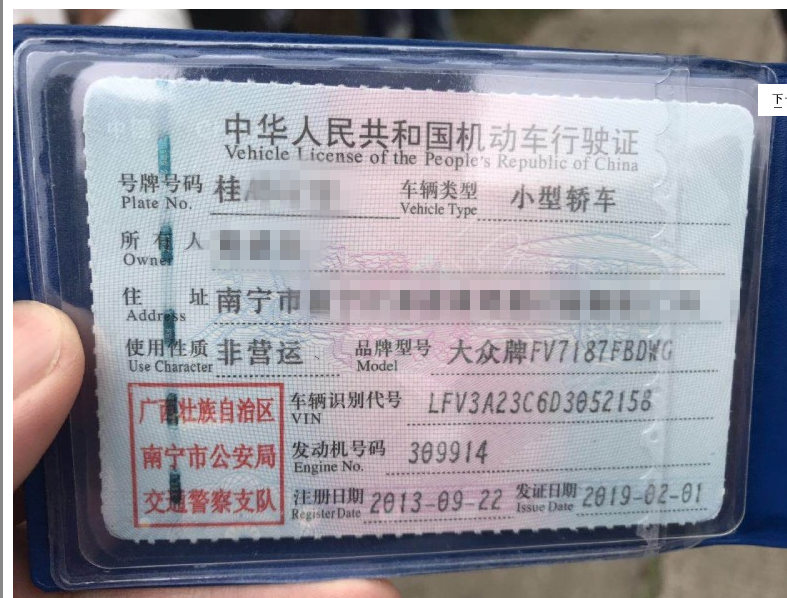 中华人民共和国机动车行驶证
Vehicle License of the People's Republic of China
号牌号码 桂 车辆类型 小型轿车
Plate No. Vehicle Type
所有人
Owner
住址 南宁市
Address
使用性质 非营运 品牌型号 大众牌FV7187FBDWG
Use Character Model
广西壮族自治区 车辆识别代号 LFV3A23C6D3052158
VIN
南宁市公安局 发动机号码 309914
Engine No.
交通警察支队 注册日期 2013-09-22 发证日期 2019-02-01
Register Date Issue Date
下一